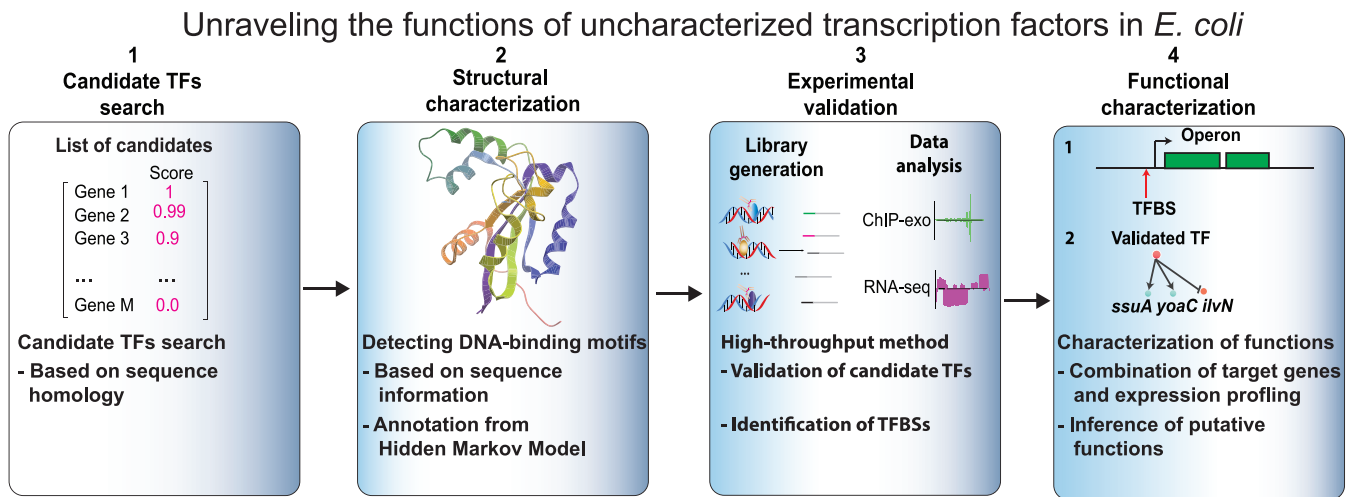 Unraveling the functions of uncharacterized transcription factors in E. coli
1
Candidate TFs
search
List of candidates
Score
Gene 1 1
Gene 2 0.99
Gene 3 0.9
... ...
Gene M 0.0
Candidate TFs search
- Based on sequence
homology
2
Structural
characterization
Detecting DNA-binding motifs
- Based on sequence
information
- Annotation from
Hidden Markov Model
3
Experimental
validation
Library
generation
...
Data
analysis
ChIP-exo
RNA-seq
High-throughput method
- Validation of candidate TFs
- Identification of TFBSs
4
Functional
characterization
1
Operon
TFBS
2
Validated TF
ssuA yoaC ilvN
Characterization of functions
- Combination of target genes
and expression profling
- Inference of putative
functions